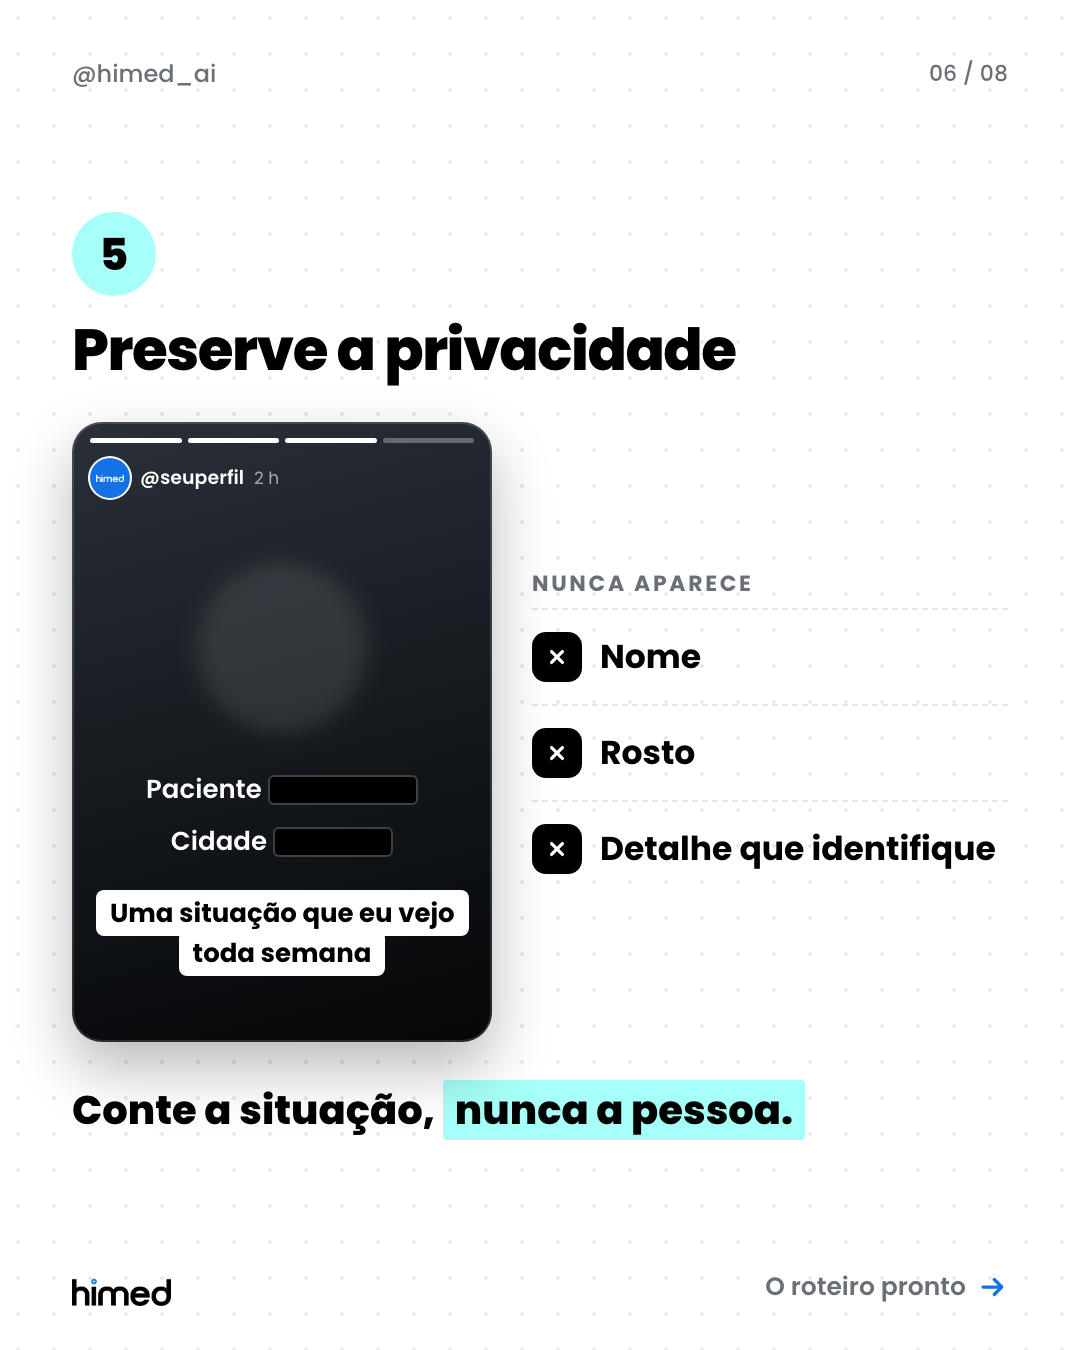 @himed_ai
06 / 08
5
Preserve a privacidade
himed
@seuperfil 2 h
Paciente
Cidade
Uma situação que eu vejo
toda semana
NUNCA APARECE
Nome
Rosto
Detalhe que identifique
Conte a situação, nunca a pessoa.
himed
O roteiro pronto